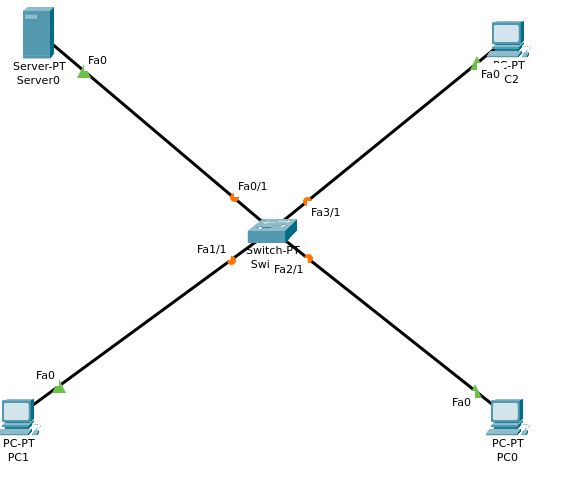 Fa0
Server-PT
Server0
PC-PT
Fa0
C2
Fa0/1
Fa3/1
Fa1/1
Switch-PT
Swi
Fa2/1
Fa0
Fa0
PC-PT
PC1
PC-PT
PC0